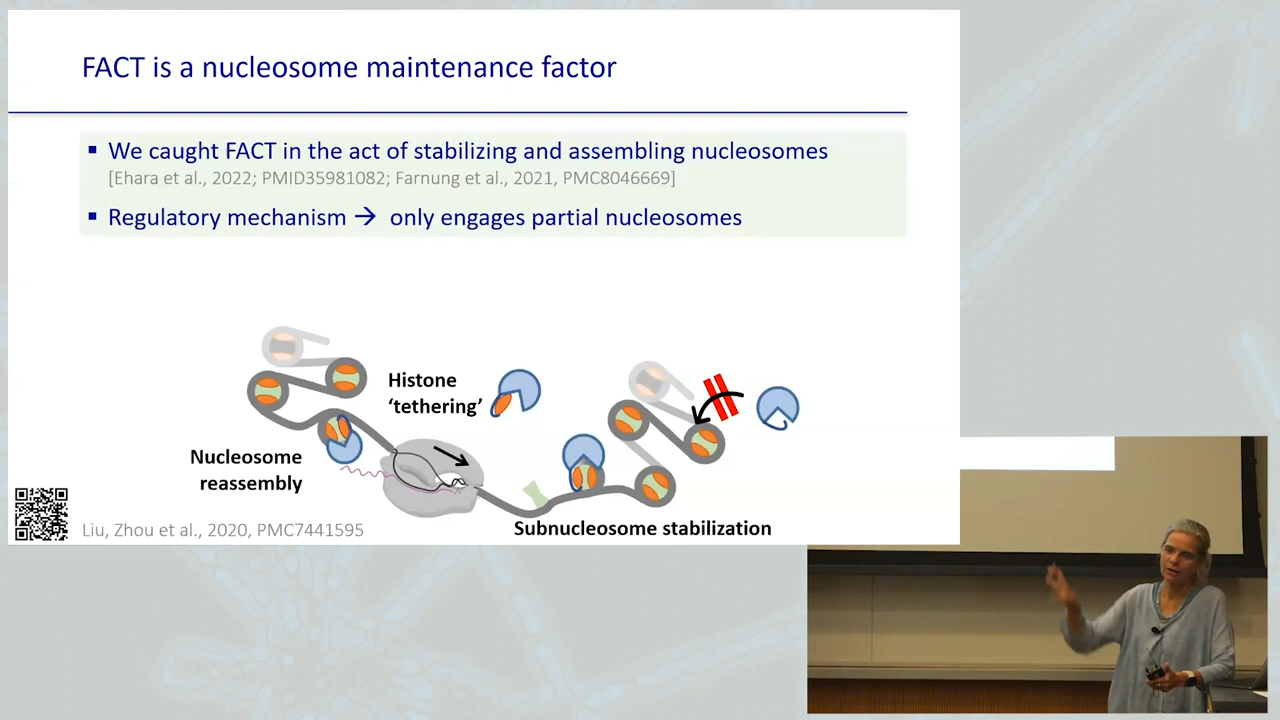 FACT is a nucleosome maintenance factor
▪ We caught FACT in the act of stabilizing and assembling nucleosomes
[Ehara et al., 2022; PMID35981082; Farnung et al., 2021, PMC8046669]
▪ Regulatory mechanism → only engages partial nucleosomes
Histone
‘tethering’
Nucleosome
reassembly
Subnucleosome stabilization
Liu, Zhou et al., 2020, PMC7441595